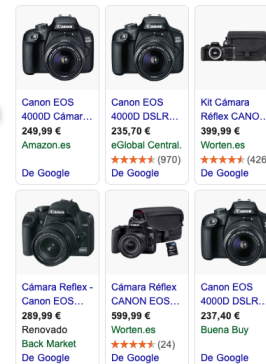 Canon EOS
4000D Cámar...
249,99 €
Amazon.es
De Google
Canon EOS
4000D DSLR...
235,70 €
eGlobal Central.
(970)
De Google
Kit Cámara
Réflex CANO...
399,99 €
Worten.es
(426
De Google
Cámara Reflex -
Canon EOS...
289,99 €
Renovado
Back Market
De Google
Cámara Réflex
CANON EOS...
599,99 €
Worten.es
(24)
De Google
Canon EOS
4000D DSLR...
237,40 €
Buena Buy
De Google